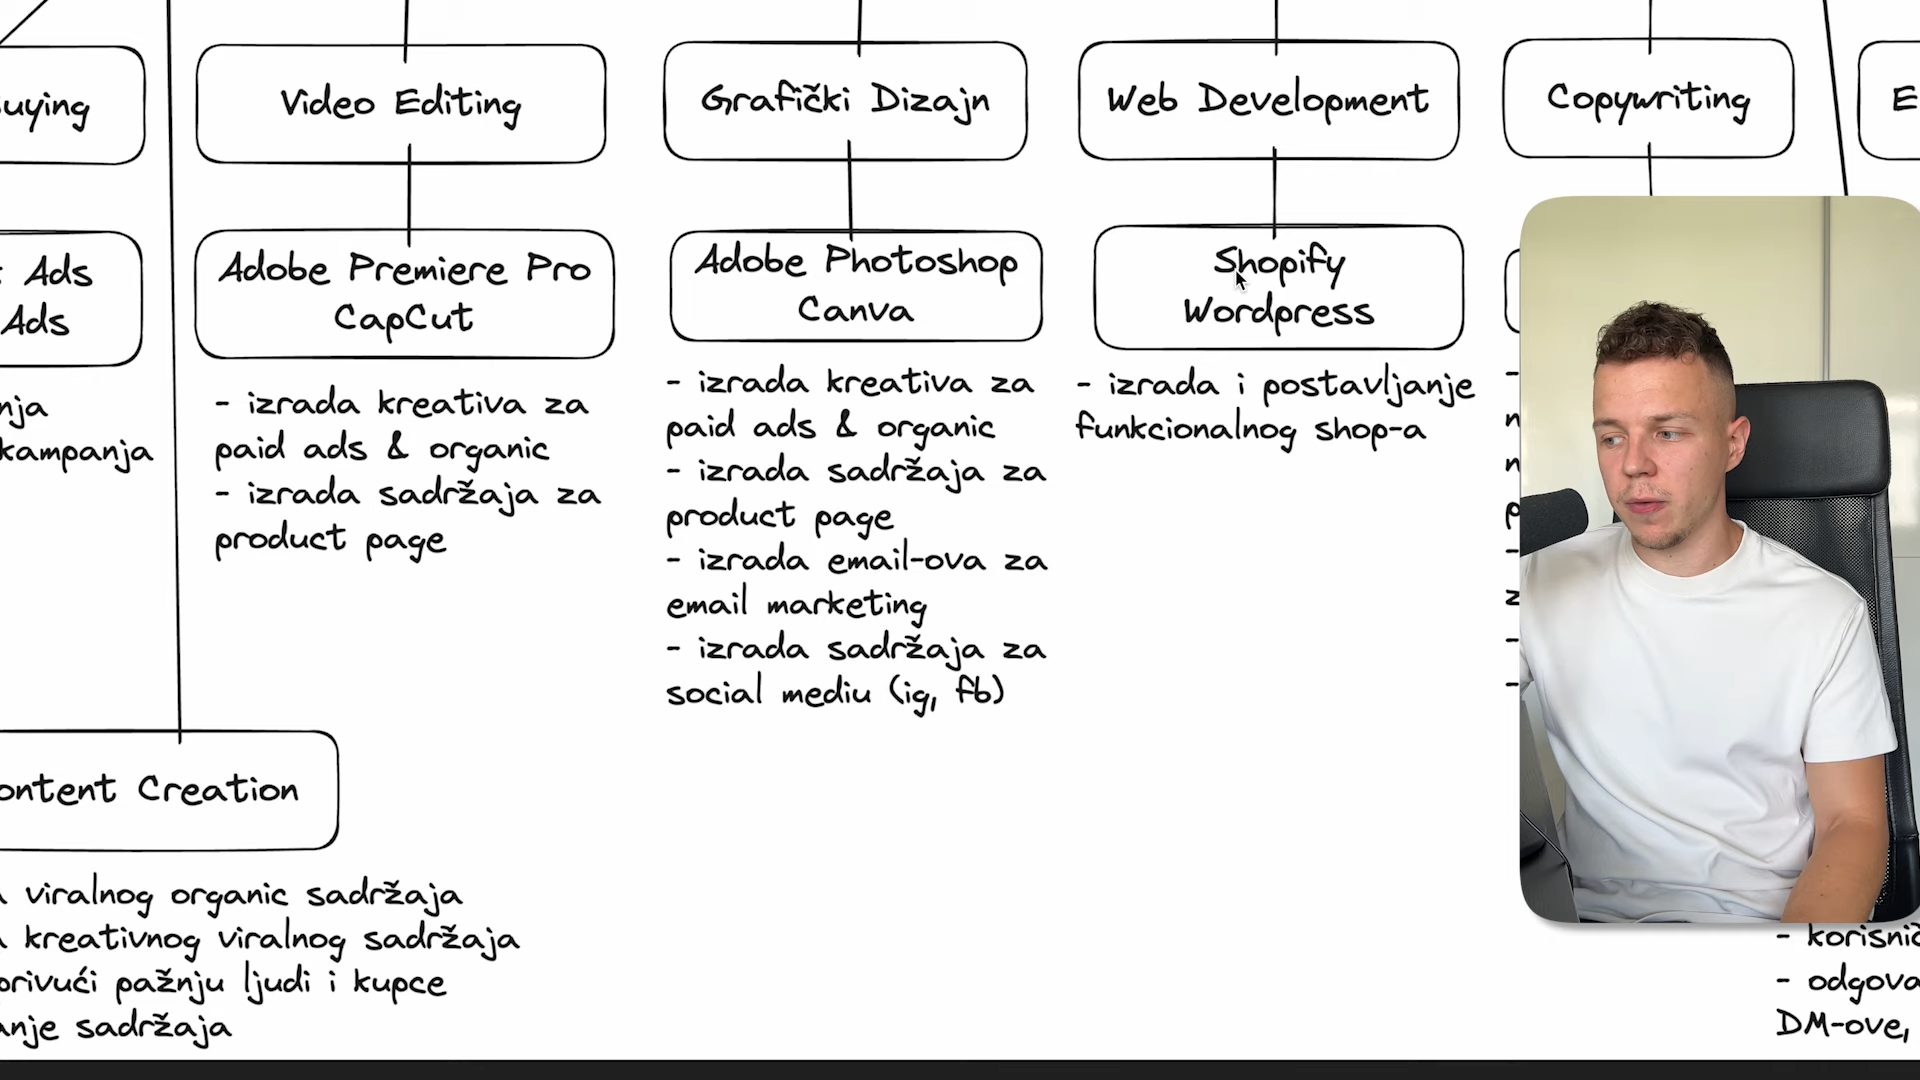 Video Editing
Grafički Dizajn
Web Development
Copywriting
Ads
Ads
Adobe Premiere Pro
CapCut
Adobe Photoshop
Canva
Shopify
Wordpress
kampanja
- izrada kreativa za
paid ads & organic
- izrada sadržaja za
product page
- izrada kreativa za
paid ads & organic
- izrada sadržaja za
product page
- izrada email-ova za
email marketing
- izrada sadržaja za
social mediu (ig, fb)
- izrada i postavljanje
funkcionalnog shop-a
Creation
viralnog organic sadržaja
kreativnog viralnog sadržaja
privući pažnju ljudi i kupce
sadržaja
DM-ove,